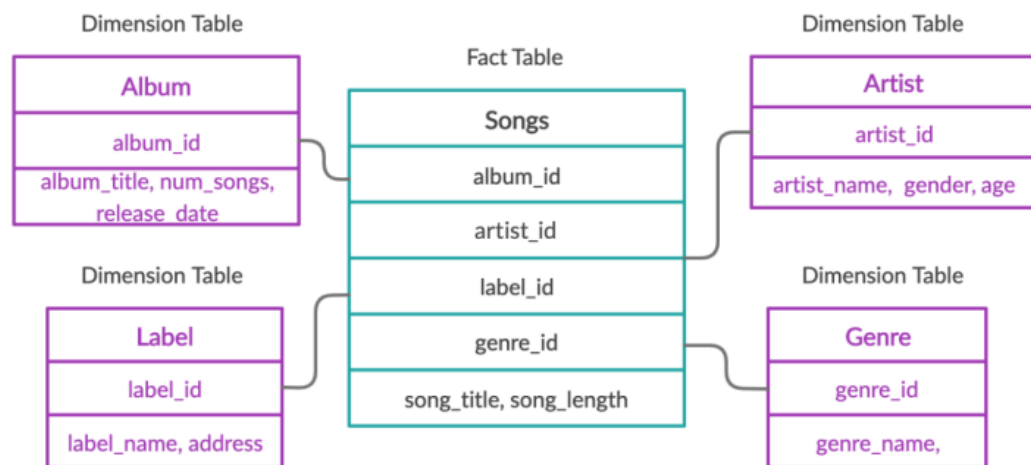 Dimension Table
Album
album_id
album_title, num_songs,
release_date
Fact Table
Songs
album_id
artist_id
label_id
genre_id
song_title, song_length
Dimension Table
Artist
artist_id
artist_name, gender, age
Dimension Table
Label
label_id
label_name, address
Dimension Table
Genre
genre_id
genre_name,